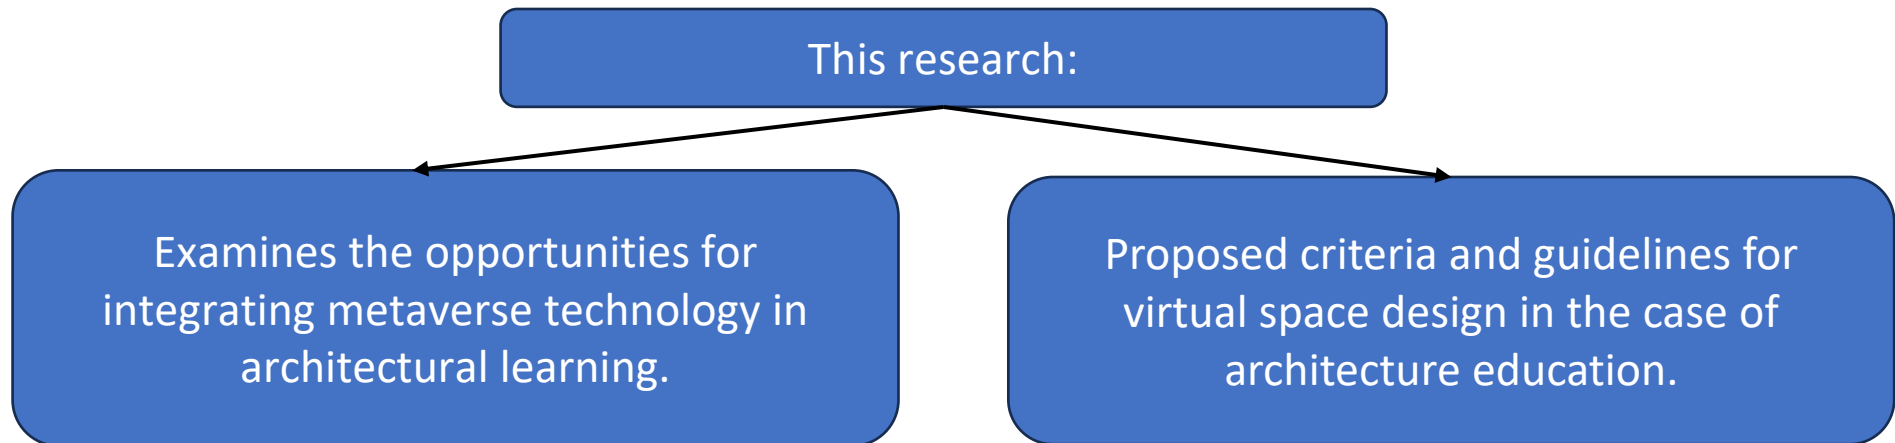 This research:
Examines the opportunities for
integrating metaverse technology in
architectural learning.
Proposed criteria and guidelines for
virtual space design in the case of
architecture education.